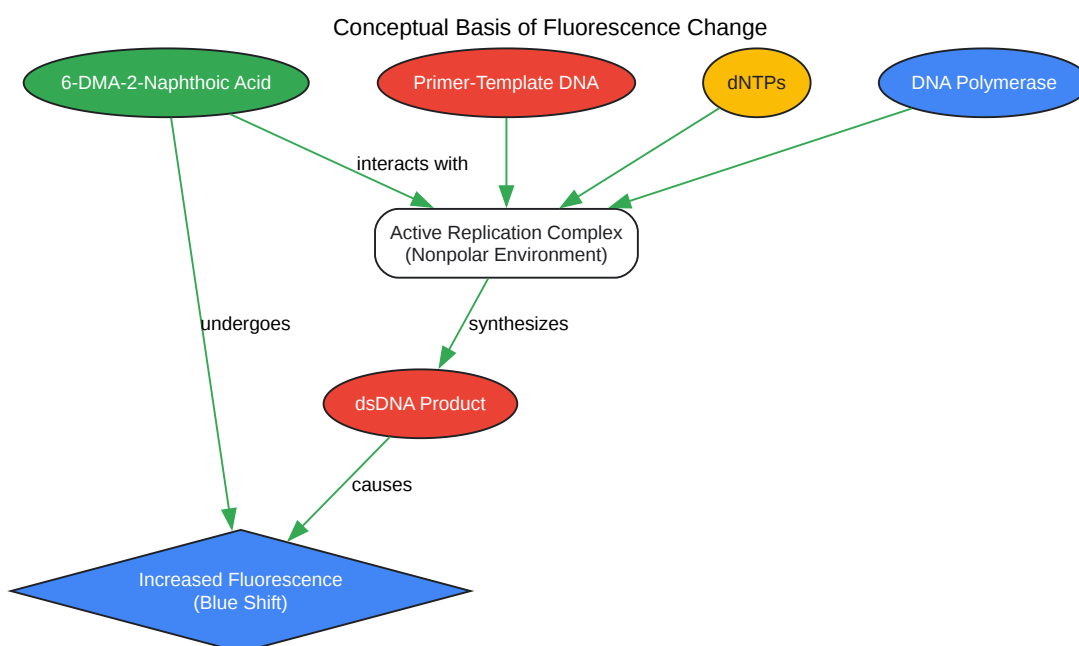 Conceptual Basis of Fluorescence Change
6-DMA-2-Naphthoic Acid
Primer-Template DNA
dNTPs
DNA Polymerase
interacts with
Active Replication Complex
(Nonpolar Environment)
undergoes
synthesizes
dsDNA Product
causes
Increased Fluorescence
(Blue Shift)